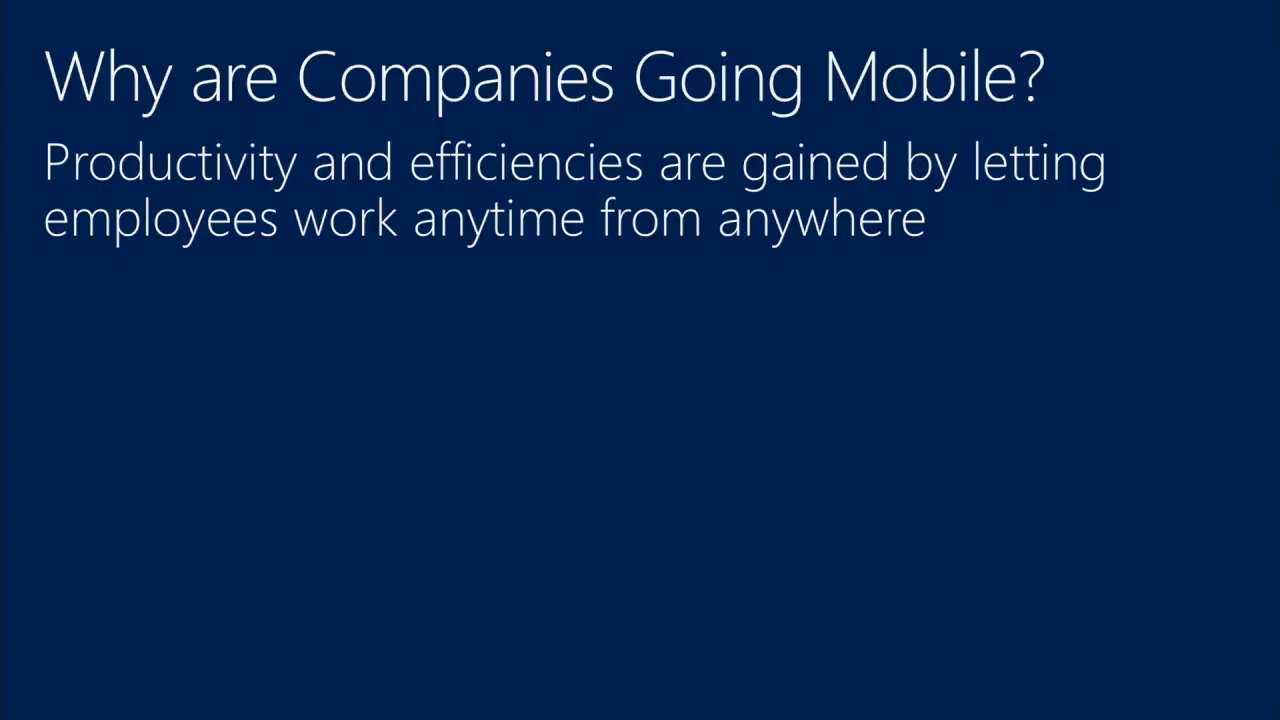 Why are Companies Going Mobile?
Productivity and efficiencies are gained by letting
employees work anytime from anywhere